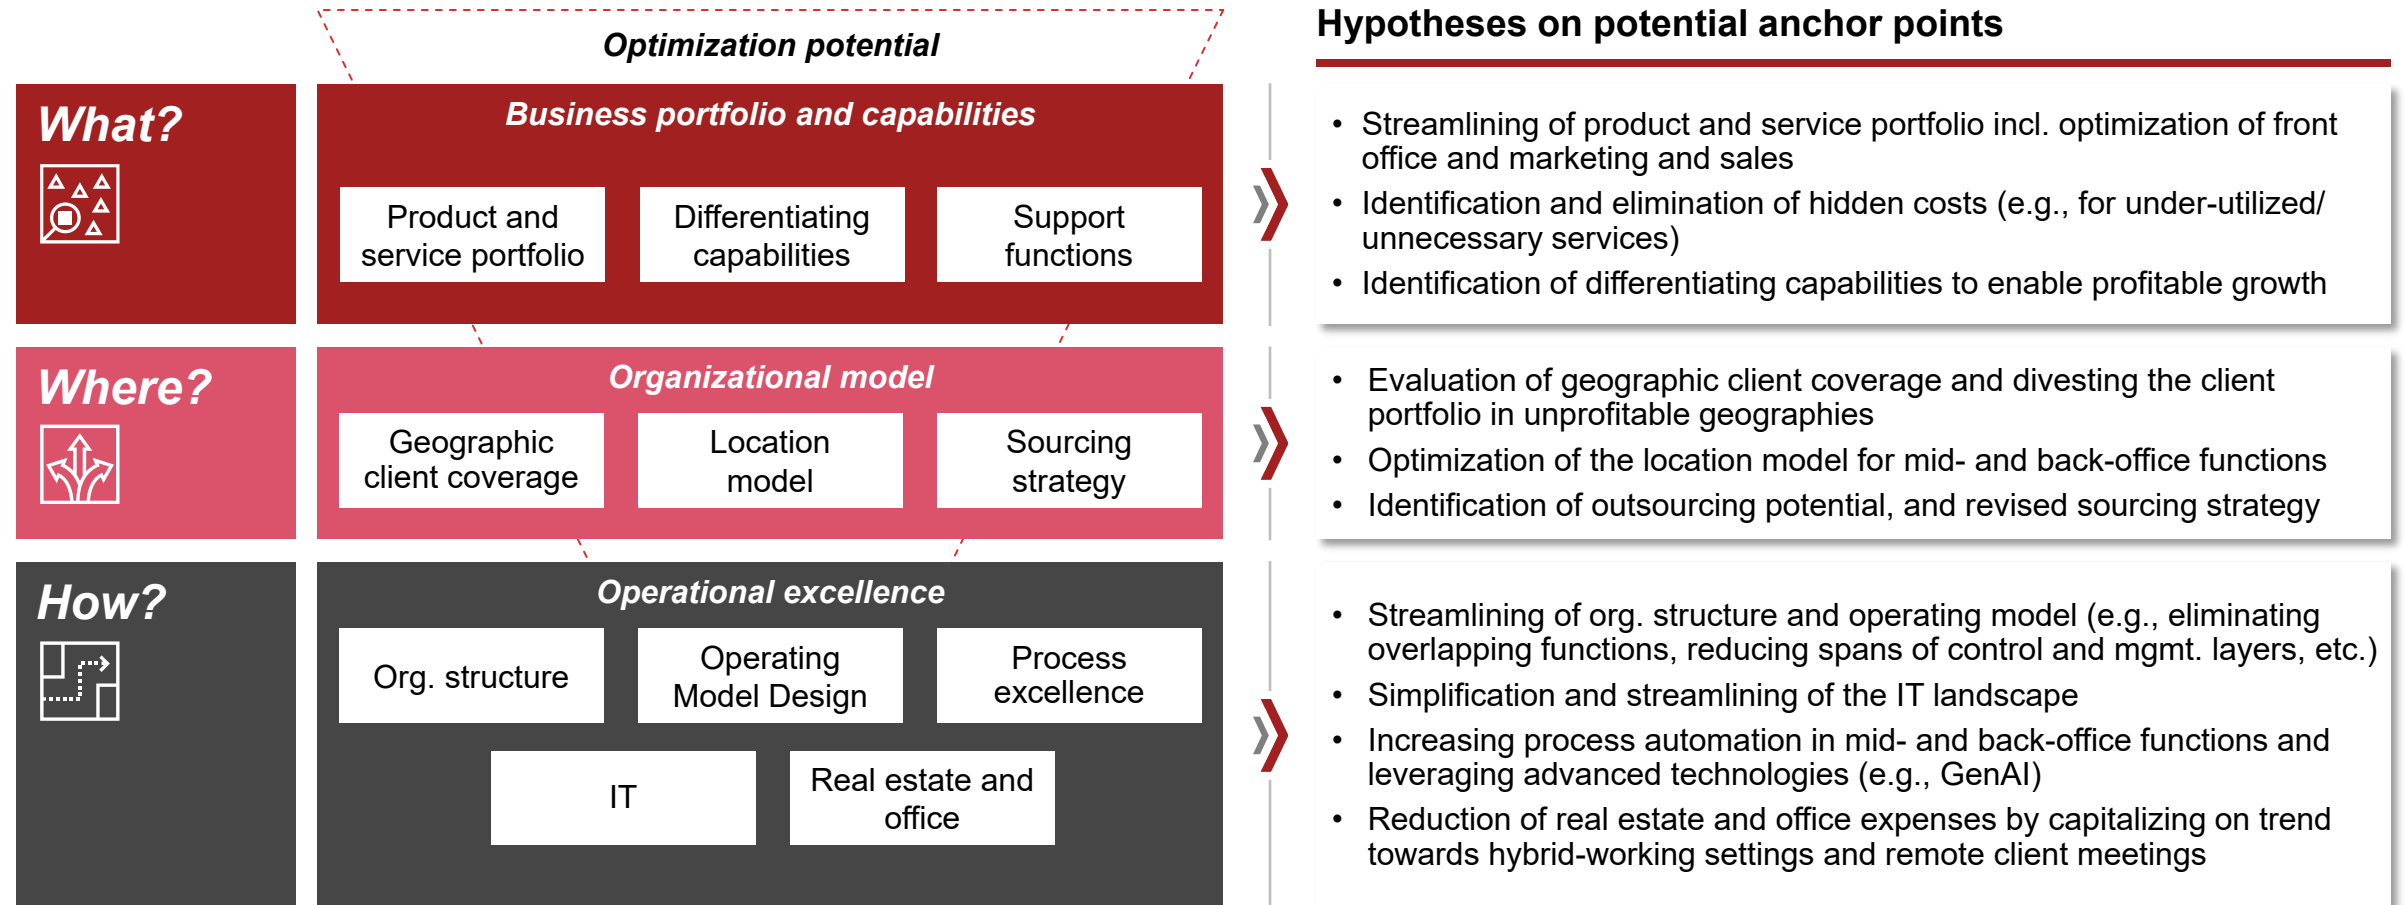 Optimization potential
Hypotheses on potential anchor points
What?
Business portfolio and capabilities
Product and
service portfolio
Differentiating
capabilities
Support
functions
• Streamlining of product and service portfolio incl. optimization of front
office and marketing and sales
• Identification and elimination of hidden costs (e.g., for under-utilized/
unnecessary services)
• Identification of differentiating capabilities to enable profitable growth
Where?
Organizational model
Geographic
client coverage
Location
model
Sourcing
strategy
• Evaluation of geographic client coverage and divesting the client
portfolio in unprofitable geographies
• Optimization of the location model for mid- and back-office functions
• Identification of outsourcing potential, and revised sourcing strategy
How?
Operational excellence
Org. structure
Operating
Model Design
Process
excellence
IT
Real estate and
office
• Streamlining of org. structure and operating model (e.g., eliminating
overlapping functions, reducing spans of control and mgmt. layers, etc.)
• Simplification and streamlining of the IT landscape
• Increasing process automation in mid- and back-office functions and
leveraging advanced technologies (e.g., GenAI)
• Reduction of real estate and office expenses by capitalizing on trend
towards hybrid-working settings and remote client meetings